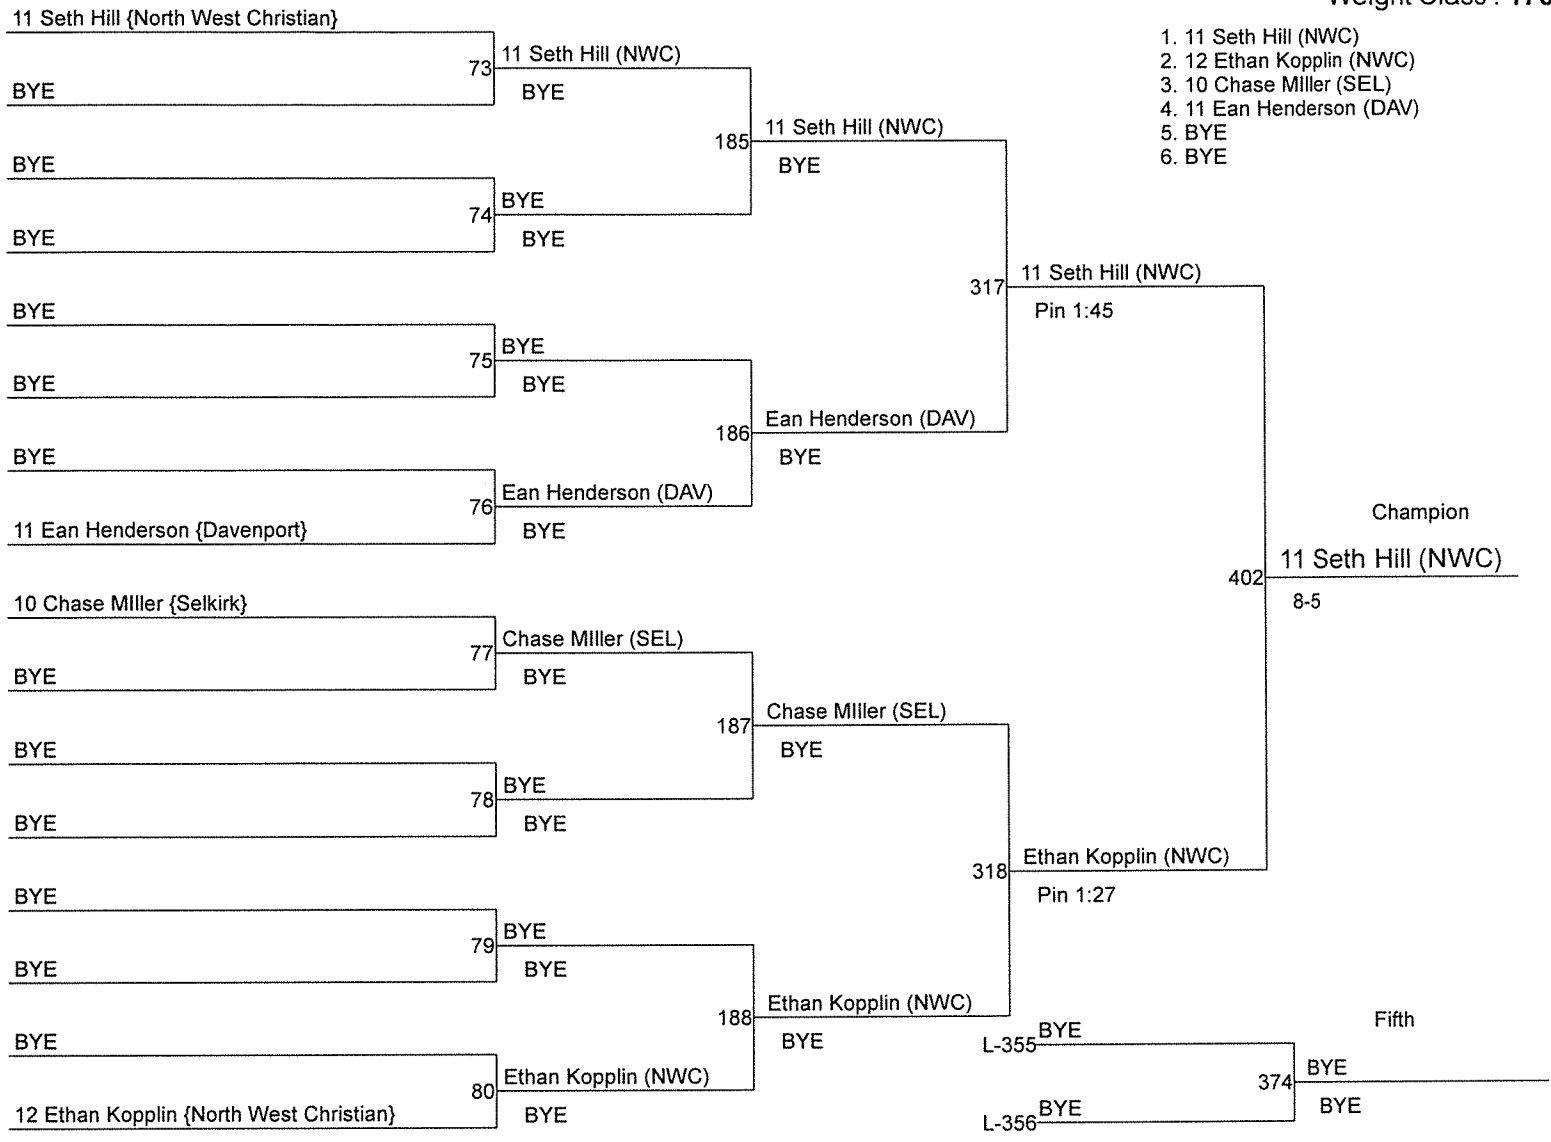 Weight Class :
11 Seth Hill {North West Christian}
73
11 Seth Hill (NWC)
BYE
BYE
185
11 Seth Hill (NWC)
BYE
BYE
74
BYE
BYE
BYE
317
11 Seth Hill (NWC)
Pin 1:45
BYE
75
BYE
BYE
BYE
186
Ean Henderson (DAV)
BYE
BYE
76
Ean Henderson (DAV)
BYE
11 Ean Henderson {Davenport}
10 Chase MIller {Selkirk}
77
Chase MIller (SEL)
BYE
BYE
187
Chase MIller (SEL)
BYE
BYE
78
BYE
BYE
BYE
318
Ethan Kopplin (NWC)
Pin 1:27
BYE
79
BYE
BYE
BYE
188
Ethan Kopplin (NWC)
BYE
BYE
80
Ethan Kopplin (NWC)
BYE
12 Ethan Kopplin {North West Christian}
1. 11 Seth Hill (NWC)
2. 12 Ethan Kopplin (NWC)
3. 10 Chase MIller (SEL)
4. 11 Ean Henderson (DAV)
5. BYE
6. BYE
Champion
402
11 Seth Hill (NWC)
8-5
Fifth
L-355
BYE
374
BYE
BYE
L-356
BYE